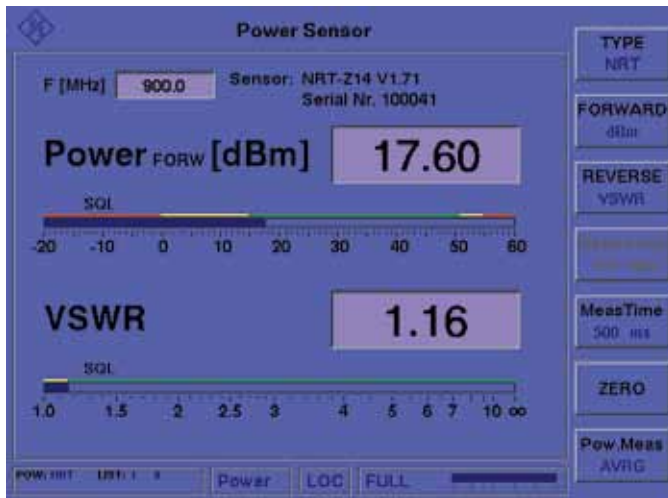 Power Sensor
F [MHz] 900.0 Sensor: NRT-Z14 V1.71
Serial Nr. 100041
Power FORW [dBm] 17.60
SQL
-20 -10 0 10 20 30 40 50 60
VSWR 1.16
SQL
1.0 1.5 2 2.5 3 4 5 6 7 10 ∞
POW: NRT LIST: Power LOC FULL
TYPE
NRT
FORWARD
dBm
REVERSE
VSWR
MeasTime
500 ms
ZERO
Pow.Meas
AVRG